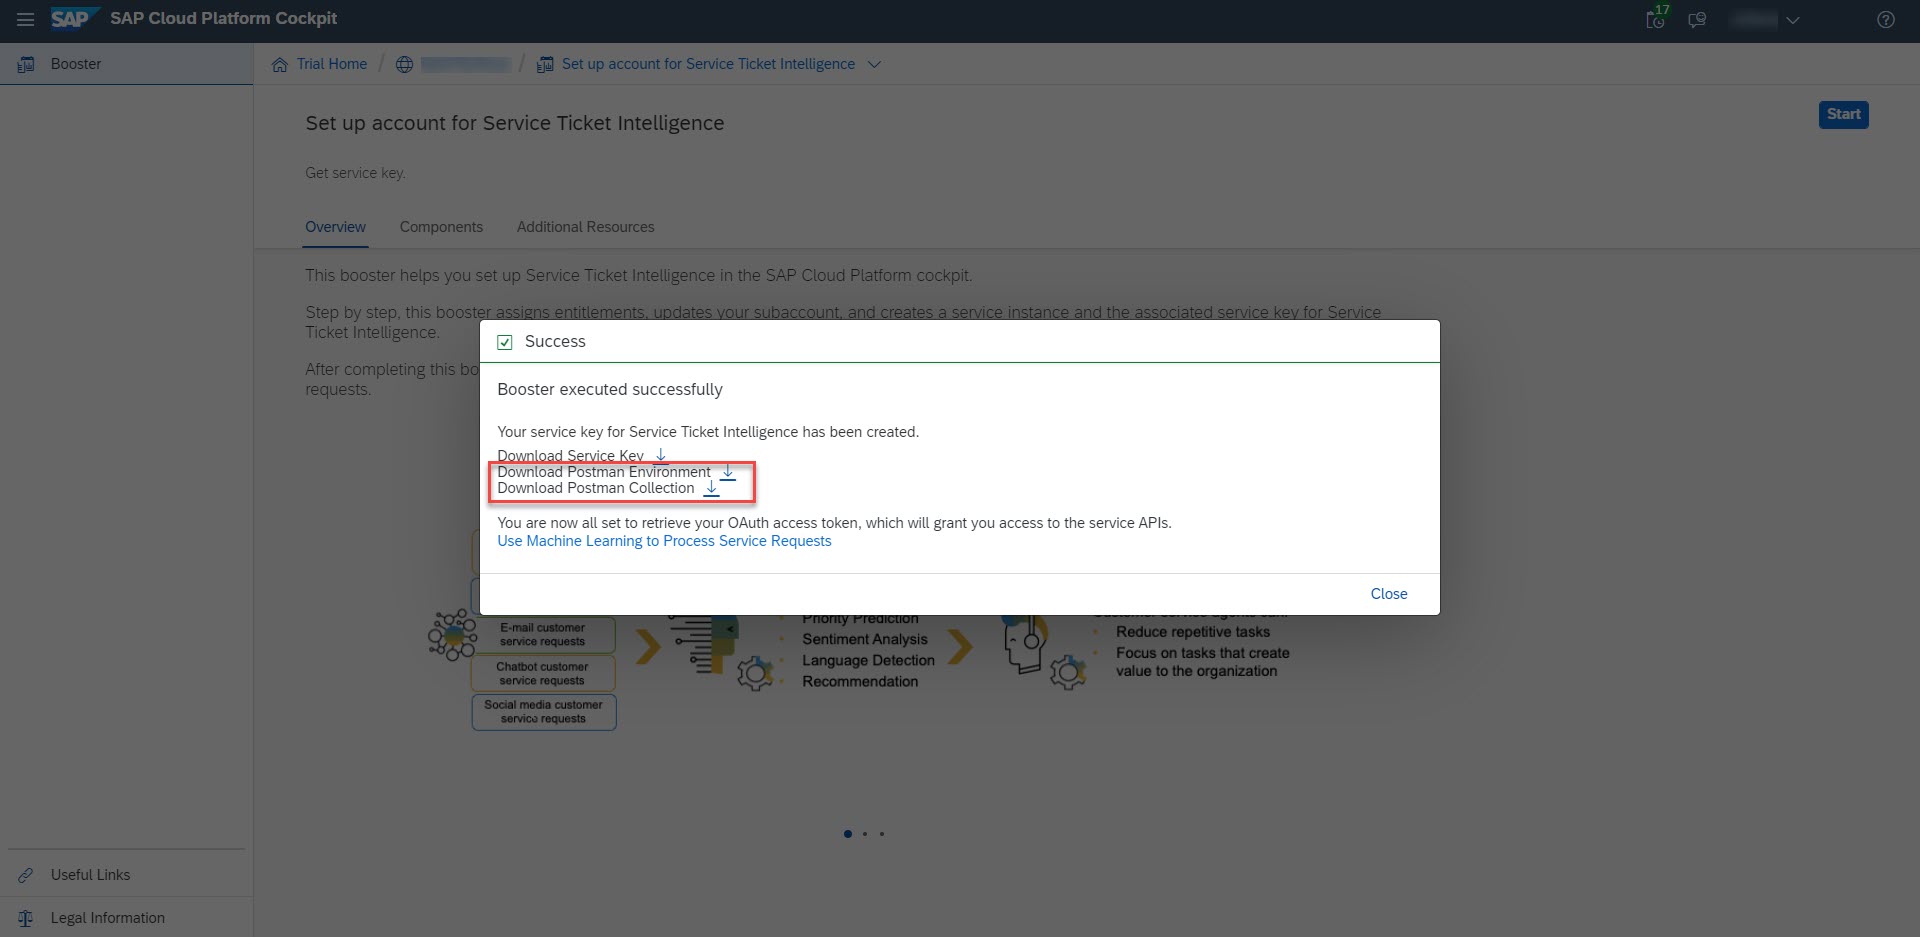 SAP SAP Cloud Platform Cockpit
17
Booster
Trial Home / / Set up account for Service Ticket Intelligence
Set up account for Service Ticket Intelligence
Start
Get service key.
Overview Components Additional Resources
This booster helps you set up Service Ticket Intelligence in the SAP Cloud Platform cockpit.
Step by step, this booster assigns entitlements, updates your subaccount, and creates a service instance and the associated service key for Service
Ticket Intelligence.
After completing this bo
requests.
Success
Booster executed successfully
Your service key for Service Ticket Intelligence has been created.
Download Service Key
Download Postman Environment
Download Postman Collection
You are now all set to retrieve your OAuth access token, which will grant you access to the service APIs.
Use Machine Learning to Process Service Requests
Close
E-mail customer
service requests
Chatbot customer
service requests
Social media customer
service requests
Priority Prediction
Sentiment Analysis
Language Detection
Recommendation
Customer service agents can:
Reduce repetitive tasks
Focus on tasks that create
value to the organization
Useful Links
Legal Information